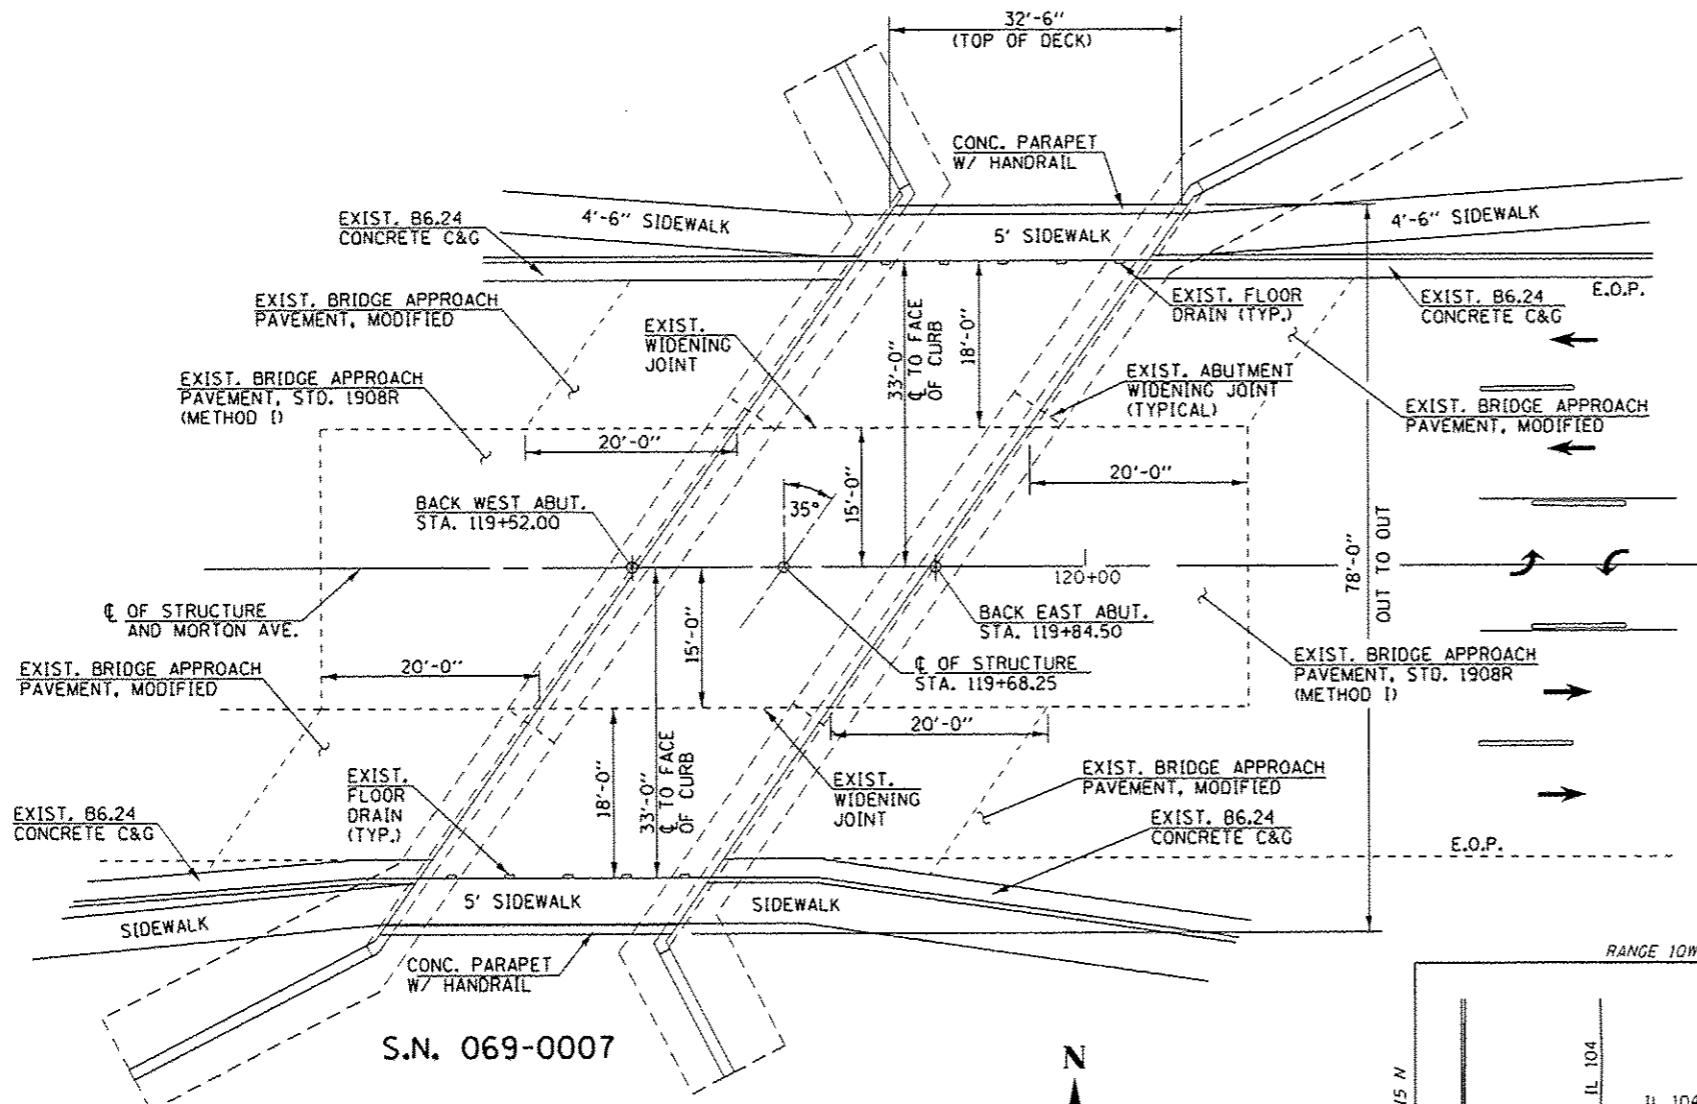 32'-6"
(TOP OF DECK)
CONC. PARAPET
W/ HANDRAIL
EXIST. B6.24
CONCRETE C&G
4'-6" SIDEWALK
5' SIDEWALK
4'-6" SIDEWALK
EXIST. BRIDGE APPROACH
PAVEMENT, MODIFIED
EXIST.
WIDENING
JOINT
33'-0"
℄ TO FACE
OF CURB
18'-0"
EXIST. FLOOR
DRAIN (TYP.)
EXIST. B6.24
CONCRETE C&G
E.O.P.
EXIST. BRIDGE APPROACH
PAVEMENT, STD. 1908R
(METHOD I)
EXIST. ABUTMENT
WIDENING JOINT
(TYPICAL)
EXIST. BRIDGE APPROACH
PAVEMENT, MODIFIED
20'-0"
20'-0"
BACK WEST ABUT.
STA. 119+52.00
35°
15'-0"
78'-0"
OUT TO OUT
120+00
℄ OF STRUCTURE
AND MORTON AVE.
BACK EAST ABUT.
STA. 119+84.50
15'-0"
℄ OF STRUCTURE
STA. 119+68.25
EXIST. BRIDGE APPROACH
PAVEMENT, STD. 1908R
(METHOD I)
EXIST. BRIDGE APPROACH
PAVEMENT, MODIFIED
20'-0"
20'-0"
18'-0"
33'-0"
℄ TO FACE
OF CURB
EXIST.
FLOOR
DRAIN
(TYP.)
EXIST.
WIDENING
JOINT
EXIST. BRIDGE APPROACH
PAVEMENT, MODIFIED
EXIST. B6.24
CONCRETE C&G
EXIST. B6.24
CONCRETE C&G
E.O.P.
SIDEWALK
5' SIDEWALK
SIDEWALK
CONC. PARAPET
W/ HANDRAIL
S.N. 069-0007
N
RANGE 10W
15 N
IL 104
IL 104